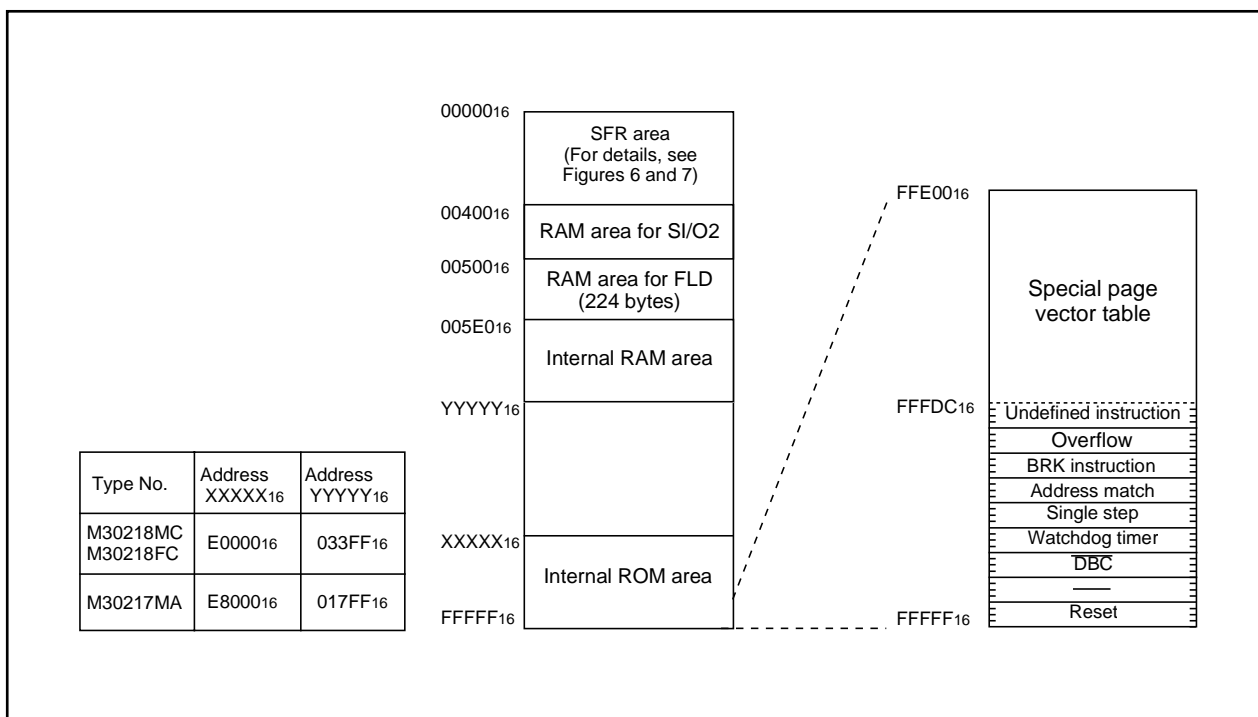 0000016
SFR area
(For details, see
Figures 6 and 7)
0040016
RAM area for SI/O2
0050016
RAM area for FLD
(224 bytes)
005E016
Internal RAM area
YYYYY16
XXXXX16
Internal ROM area
FFFFF16
Type No.
Address
XXXXX16
Address
YYYYY16
M30218MC
M30218FC
E000016
033FF16
M30217MA
E800016
017FF16
FFE0016
Special page
vector table
FFFDC16
Undefined instruction
Overflow
BRK instruction
Address match
Single step
Watchdog timer
DBC
Reset
FFFFF16